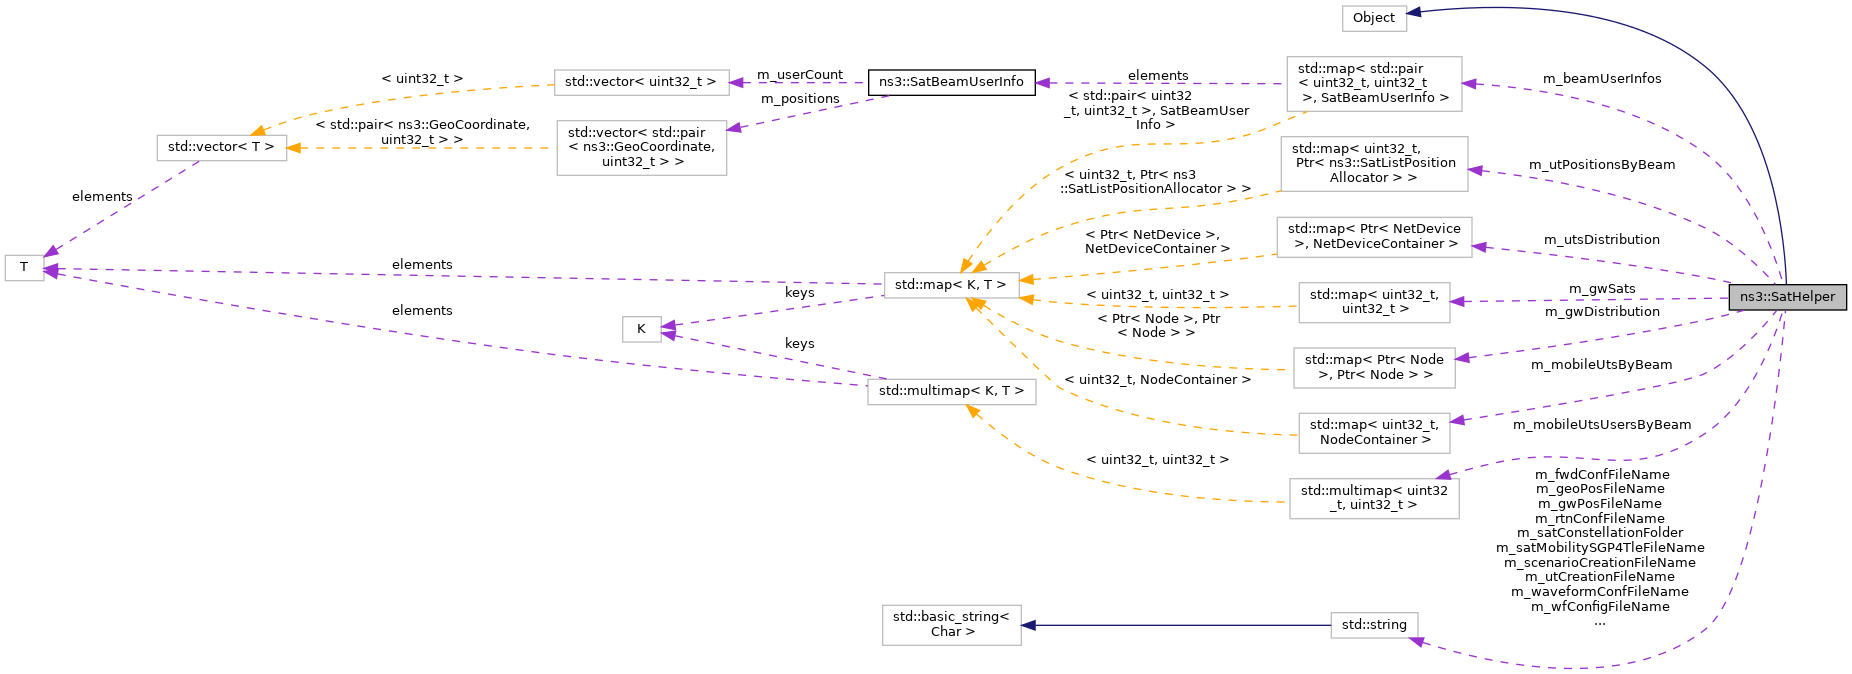 Object
std::map< std::pair
< uint32_t, uint32_t
>, SatBeamUserInfo >
m_beamUserInfos
elements
ns3::SatBeamUserInfo
m_userCount
m_positions
std::vector< uint32_t >
< uint32_t >
std::vector< std::pair
< ns3::GeoCoordinate,
uint32_t > >
< std::pair< ns3::GeoCoordinate,
uint32_t > >
std::vector< T >
elements
T
< std::pair< uint32
_t, uint32_t >, SatBeamUser
Info >
std::map< uint32_t,
Ptr< ns3::SatListPosition
Allocator > >
m_utPositionsByBeam
< uint32_t, Ptr< ns3
::SatListPositionAllocator > >
std::map< Ptr< NetDevice
>, NetDeviceContainer >
m_utsDistribution
< Ptr< NetDevice >,
NetDeviceContainer >
elements
std::map< K, T >
keys
< uint32_t, uint32_t >
std::map< uint32_t,
uint32_t >
m_gwSats
ns3::SatHelper
m_gwDistribution
elements
K
< Ptr< Node >, Ptr
< Node > >
std::map< Ptr< Node
>, Ptr< Node > >
keys
m_mobileUtsByBeam
std::multimap< K, T >
< uint32_t, NodeContainer >
std::map< uint32_t,
NodeContainer >
m_mobileUtsUsersByBeam
< uint32_t, uint32_t >
std::multimap< uint32
_t, uint32_t >
m_fwdConfFileName
m_geoPosFileName
m_gwPosFileName
m_rtnConfFileName
m_satConstellationFolder
m_satMobilitySGP4TleFileName
m_scenarioCreationFileName
m_utCreationFileName
m_waveformConfFileName
m_wfConfigFileName
...
std::basic_string<
Char >
std::string